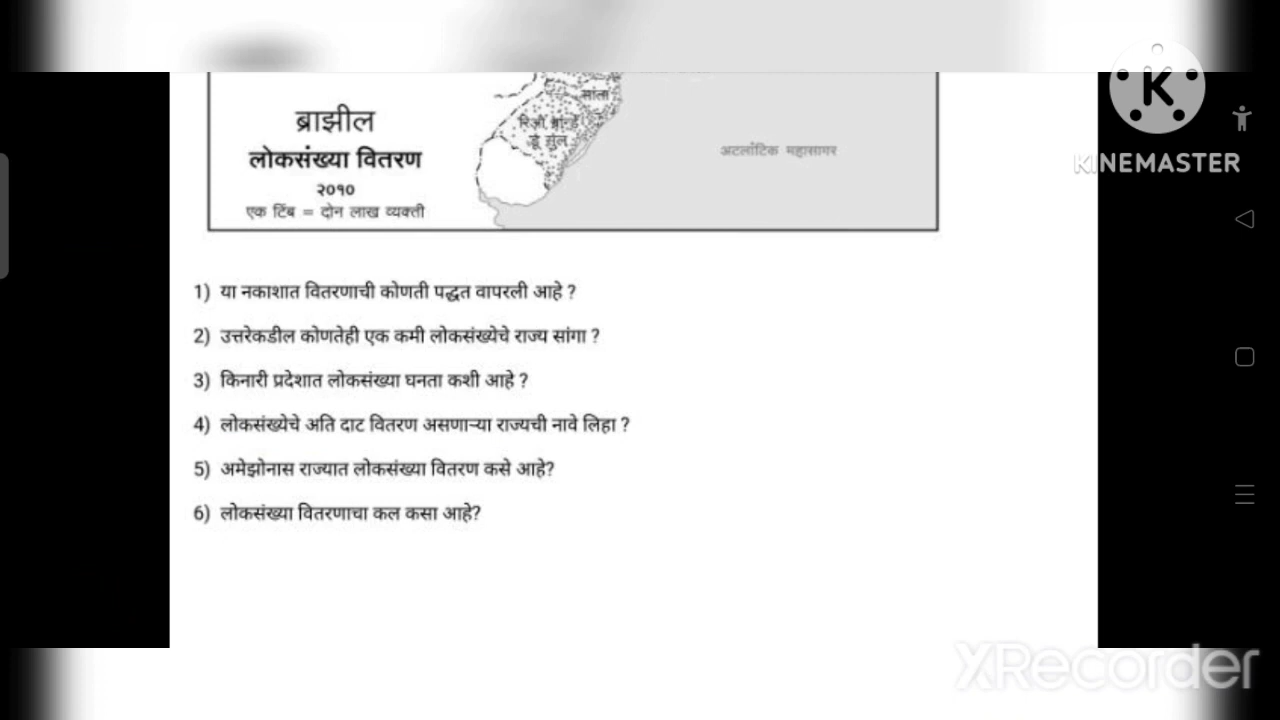 KINEMASTER
सांता
रिओ ग्रांडे
डू सुल
ब्राझील
लोकसंख्या वितरण
२०१०
एक टिंब = दोन लाख व्यक्ती
अटलांटिक महासागर
1) या नकाशात वितरणाची कोणती पद्धत वापरली आहे ?
2) उत्तरेकडील कोणतेही एक कमी लोकसंख्येचे राज्य सांगा ?
3) किनारी प्रदेशात लोकसंख्या घनता कशी आहे ?
4) लोकसंख्येचे अति दाट वितरण असणाऱ्या राज्यची नावे लिहा ?
5) अमेझोनास राज्यात लोकसंख्या वितरण कसे आहे?
6) लोकसंख्या वितरणाचा कल कसा आहे?
XRecorder